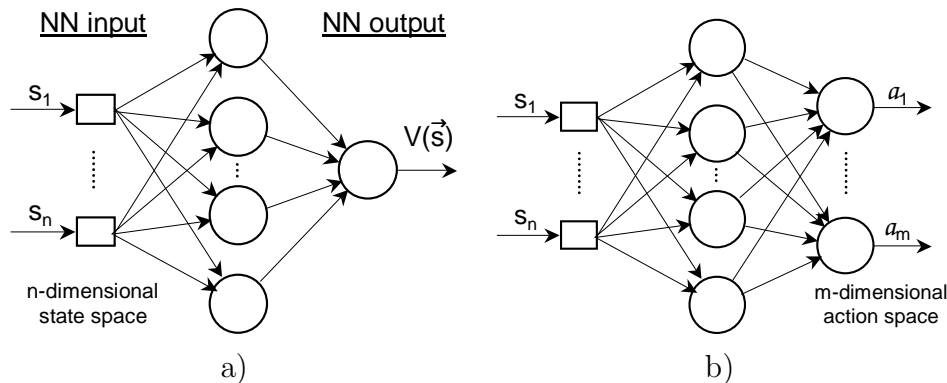 NN input
NN output
s1
sn
V(s⃗)
n-dimensional
state space
a)
s1
sn
a1
am
m-dimensional
action space
b)